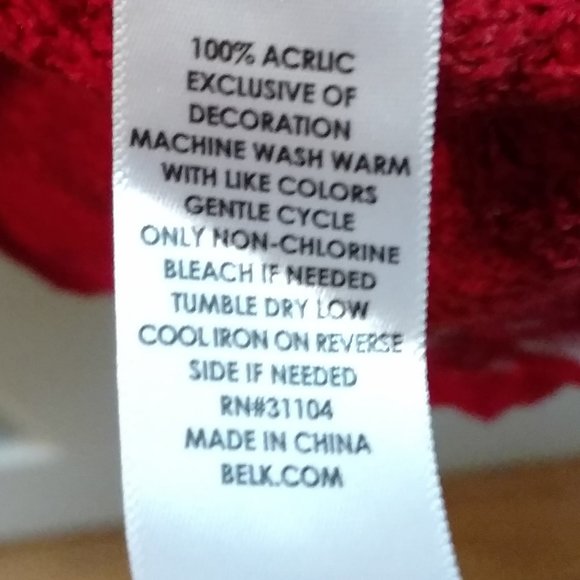 100% ACRLIC
EXCLUSIVE OF
DECORATION
MACHINE WASH WARM
WITH LIKE COLORS
GENTLE CYCLE
ONLY NON-CHLORINE
BLEACH IF NEEDED
TUMBLE DRY LOW
COOL IRON ON REVERSE
SIDE IF NEEDED
RN#31104
MADE IN CHINA
BELK.COM